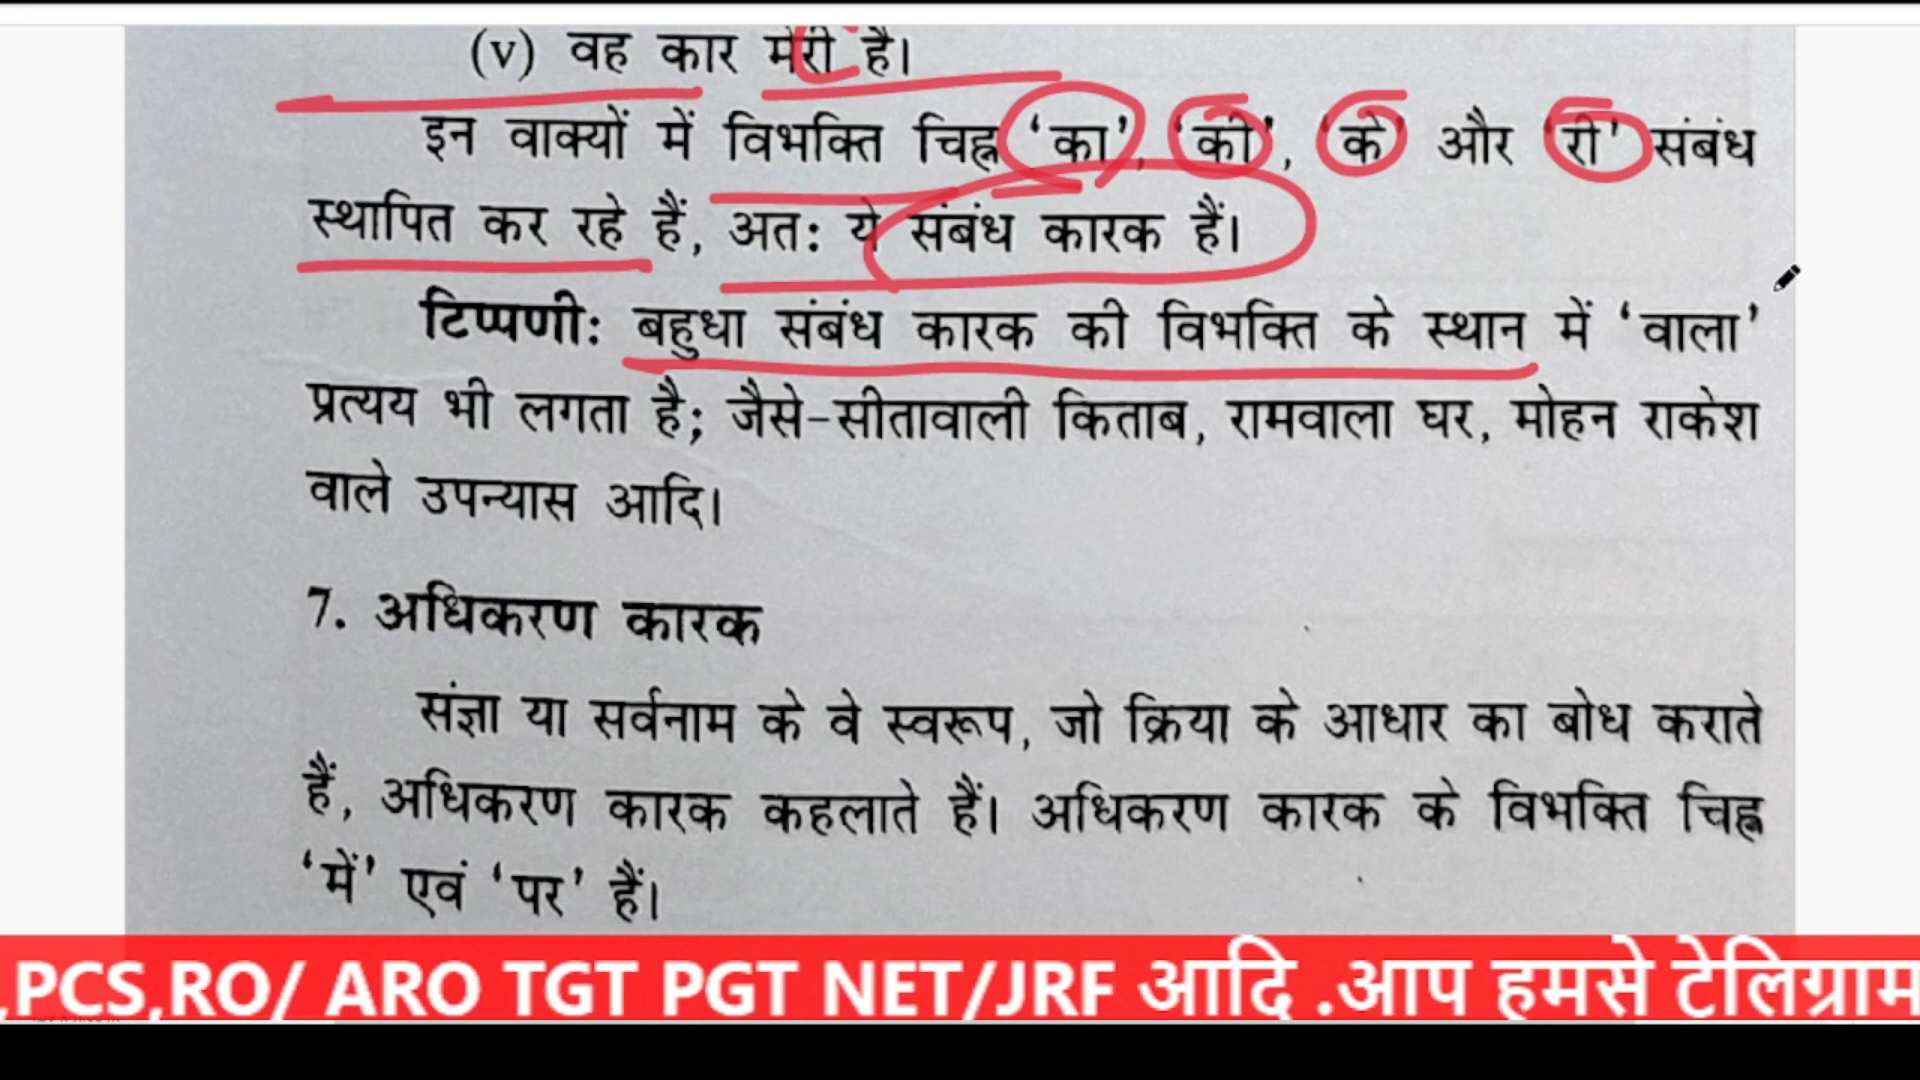 (v) वह कार मेरी है।
इन वाक्यों में विभक्ति चिह्न ‘का’, ‘की’, ‘के’ और ‘री’ संबंध
स्थापित कर रहे हैं, अतः ये संबंध कारक हैं।
टिप्पणीः बहुधा संबंध कारक की विभक्ति के स्थान में ‘वाला’
प्रत्यय भी लगता है; जैसे-सीतावाली किताब, रामवाला घर, मोहन राकेश
वाले उपन्यास आदि।
7. अधिकरण कारक
संज्ञा या सर्वनाम के वे स्वरूप, जो क्रिया के आधार का बोध कराते
हैं, अधिकरण कारक कहलाते हैं। अधिकरण कारक के विभक्ति चिह्न
‘में’ एवं ‘पर’ हैं।
,PCS,RO/ ARO TGT PGT NET/JRF आदि .आप हमसे टेलिग्राम